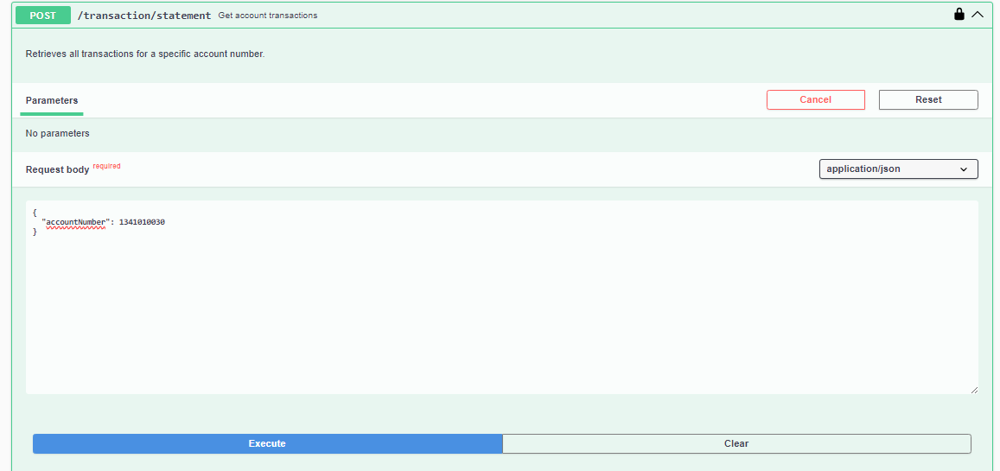 POST /transaction/statement Get account transactions
Retrieves all transactions for a specific account number.
Parameters
Cancel
Reset
No parameters
Request body required
application/json
{
"accountNumber": 1341010030
}
Execute
Clear